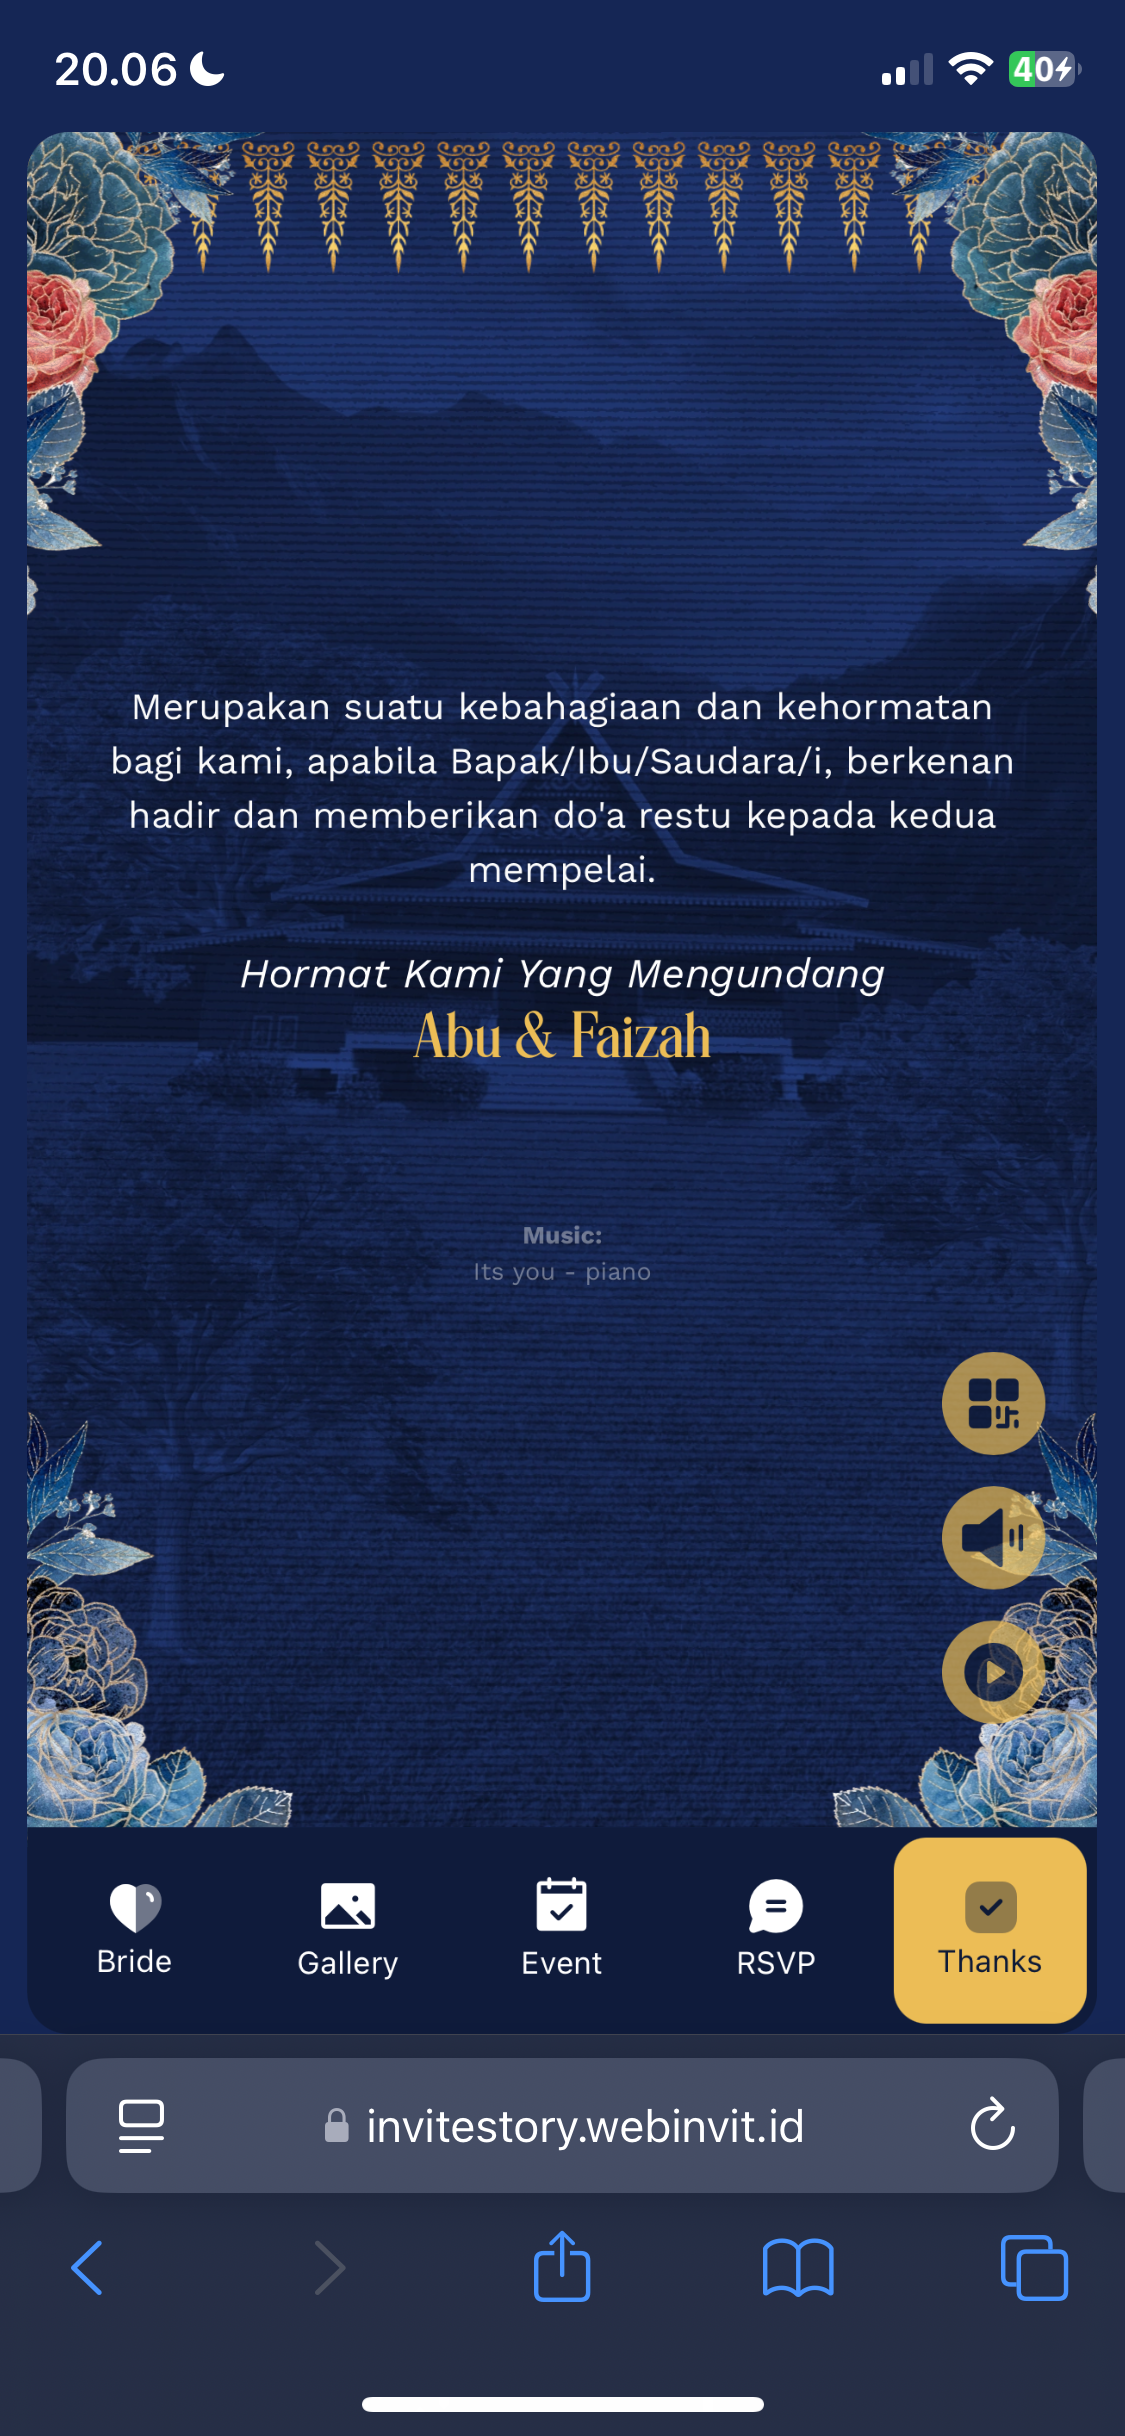 20.06
40
Merupakan suatu kebahagiaan dan kehormatan
bagi kami, apabila Bapak/Ibu/Saudara/i, berkenan
hadir dan memberikan do'a restu kepada kedua
mempelai.
Hormat Kami Yang Mengundang
Abu & Faizah
Music:
Its you - piano
Bride
Gallery
Event
RSVP
Thanks
invitestory.webinvit.id